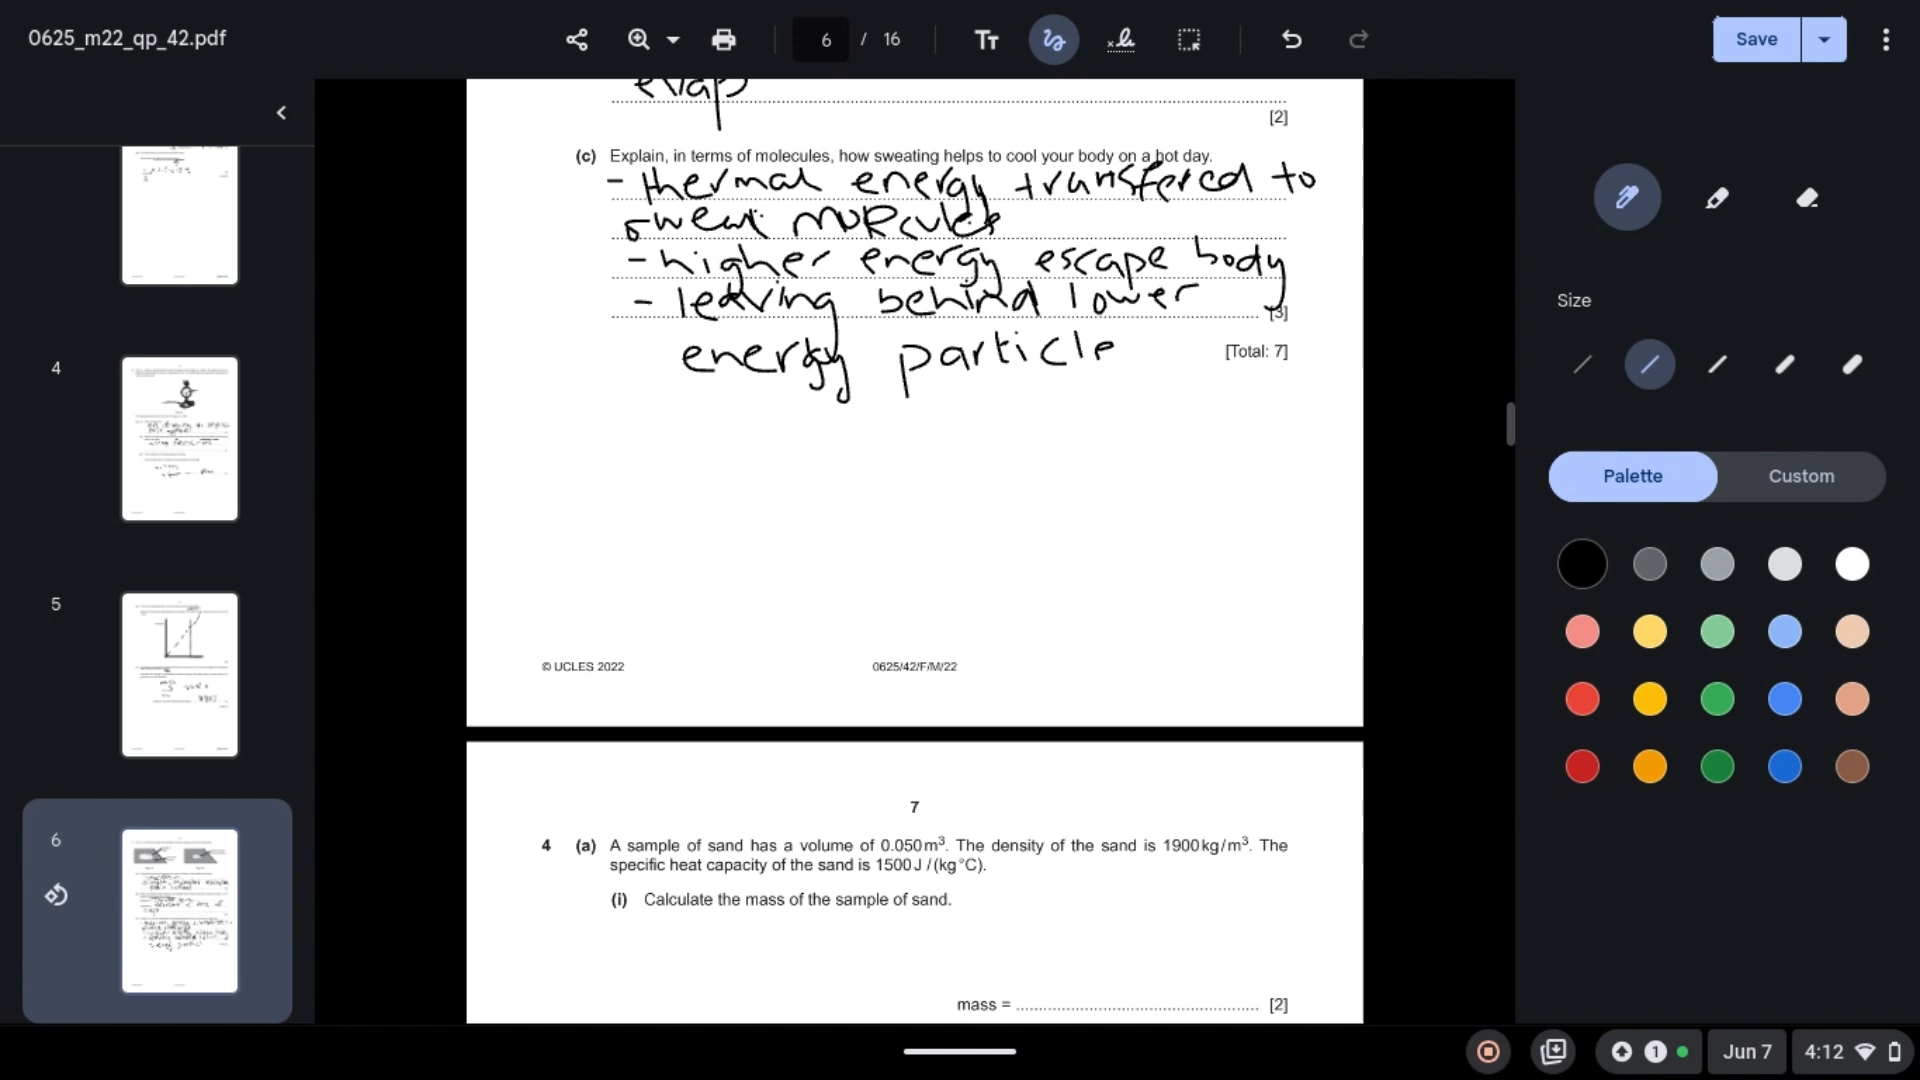 0625_m22_qp_42.pdf
6 / 16
Save
evap
[2]
(c) Explain, in terms of molecules, how sweating helps to cool your body on a hot day.
- thermal energy transfered to
sweat molecules
- higher energy escape body
- leaving behind lower
[3]
energy particle
[Total: 7]
© UCLES 2022
0625/42/F/M/22
7
4 (a) A sample of sand has a volume of 0.050 m³. The density of the sand is 1900 kg/m³. The
specific heat capacity of the sand is 1500 J/(kg °C).
(i) Calculate the mass of the sample of sand.
mass = .................................................. [2]
4
5
6
Size
Palette
Custom
1
Jun 7
4:12